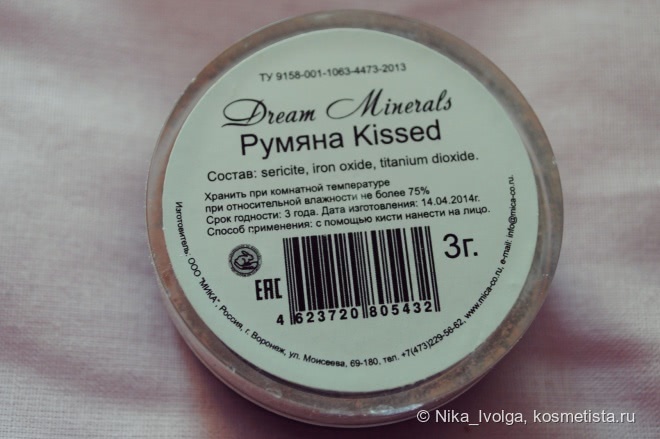 ТУ 9158-001-1063-4473-2013
Dream Minerals
Румяна Kissed
Состав: sericite, iron oxide, titanium dioxide.
Хранить при комнатной температуре
при относительной влажности не более 75%
Срок годности: 3 года. Дата изготовления: 14.04.2014г.
Способ применения: с помощью кисти нанести на лицо.
3г.
EAC
4 623720 805432
Изготовитель: ООО "МИКА", Россия, г. Воронеж, ул. Моисеева, 69-180, тел. +7(473)229-56-62, www.mica-co.ru, e-mail: info@mica-co.ru.
© Nika_Ivolga, kosmetista.ru